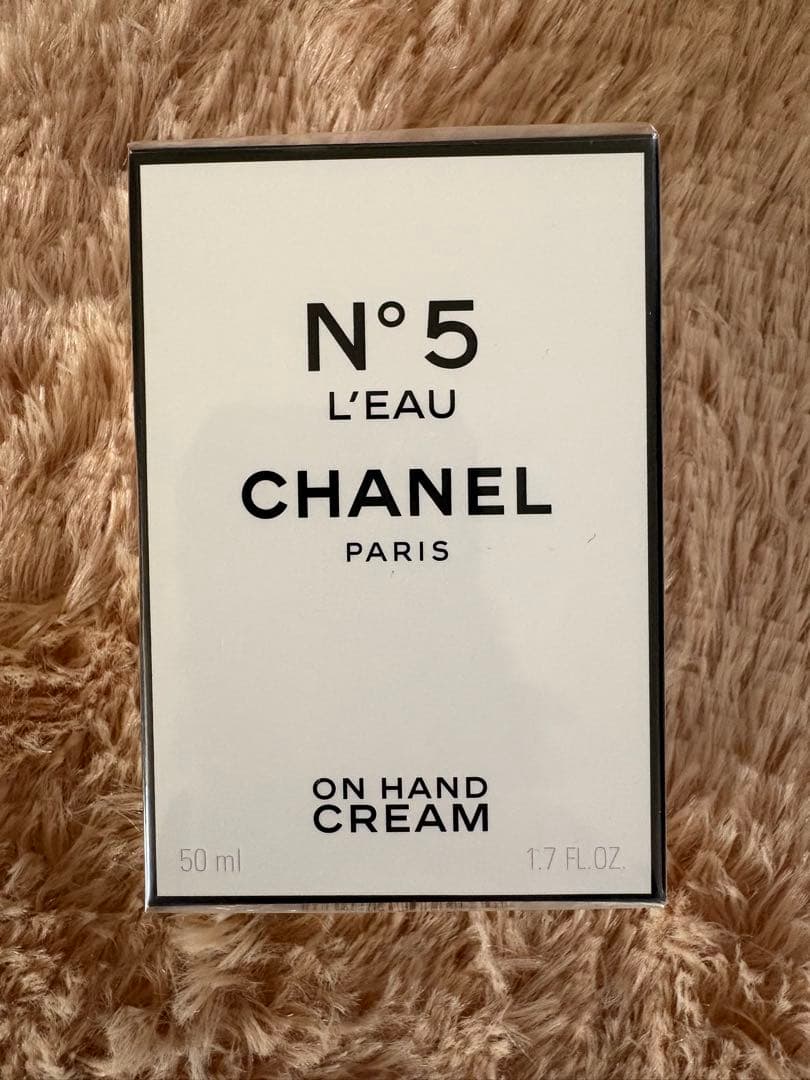 N° 5
L'EAU
CHANEL
PARIS
ON HAND
CREAM
50 ml 1.7 FL.OZ.